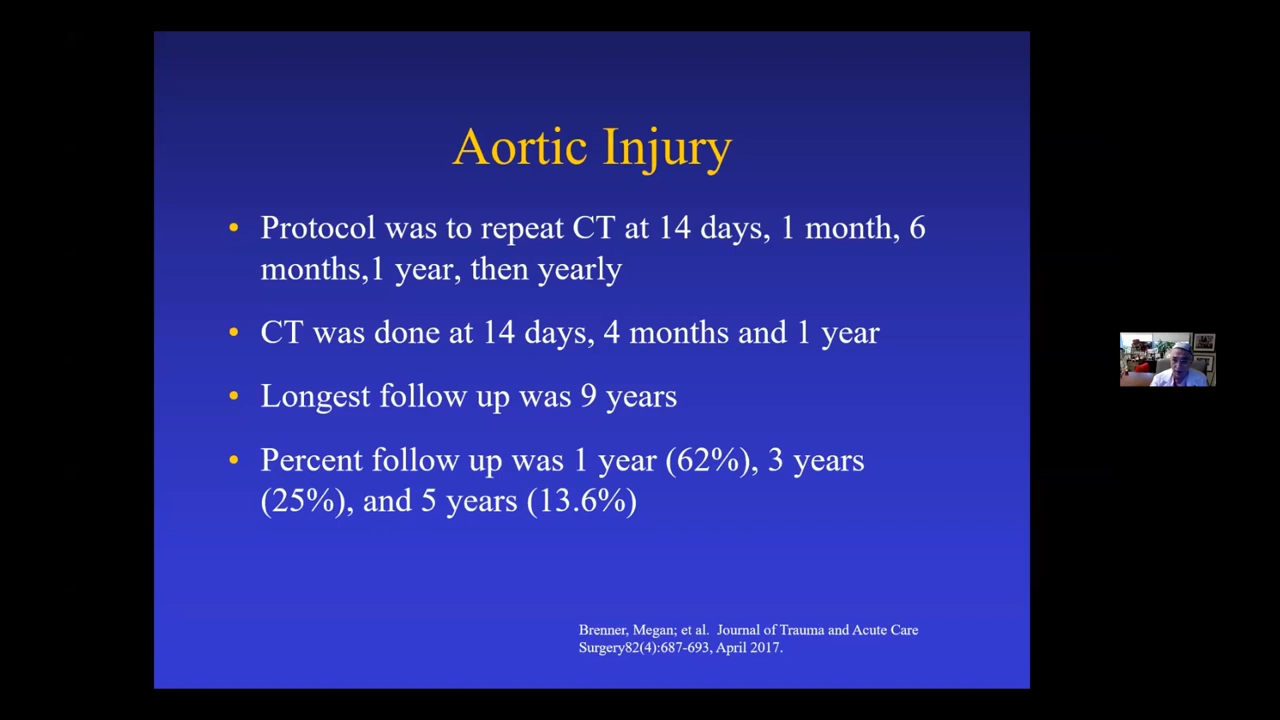 Aortic Injury
• Protocol was to repeat CT at 14 days, 1 month, 6
months,1 year, then yearly
• CT was done at 14 days, 4 months and 1 year
• Longest follow up was 9 years
• Percent follow up was 1 year (62%), 3 years
(25%), and 5 years (13.6%)
Brenner, Megan; et al. Journal of Trauma and Acute Care
Surgery82(4):687-693, April 2017.